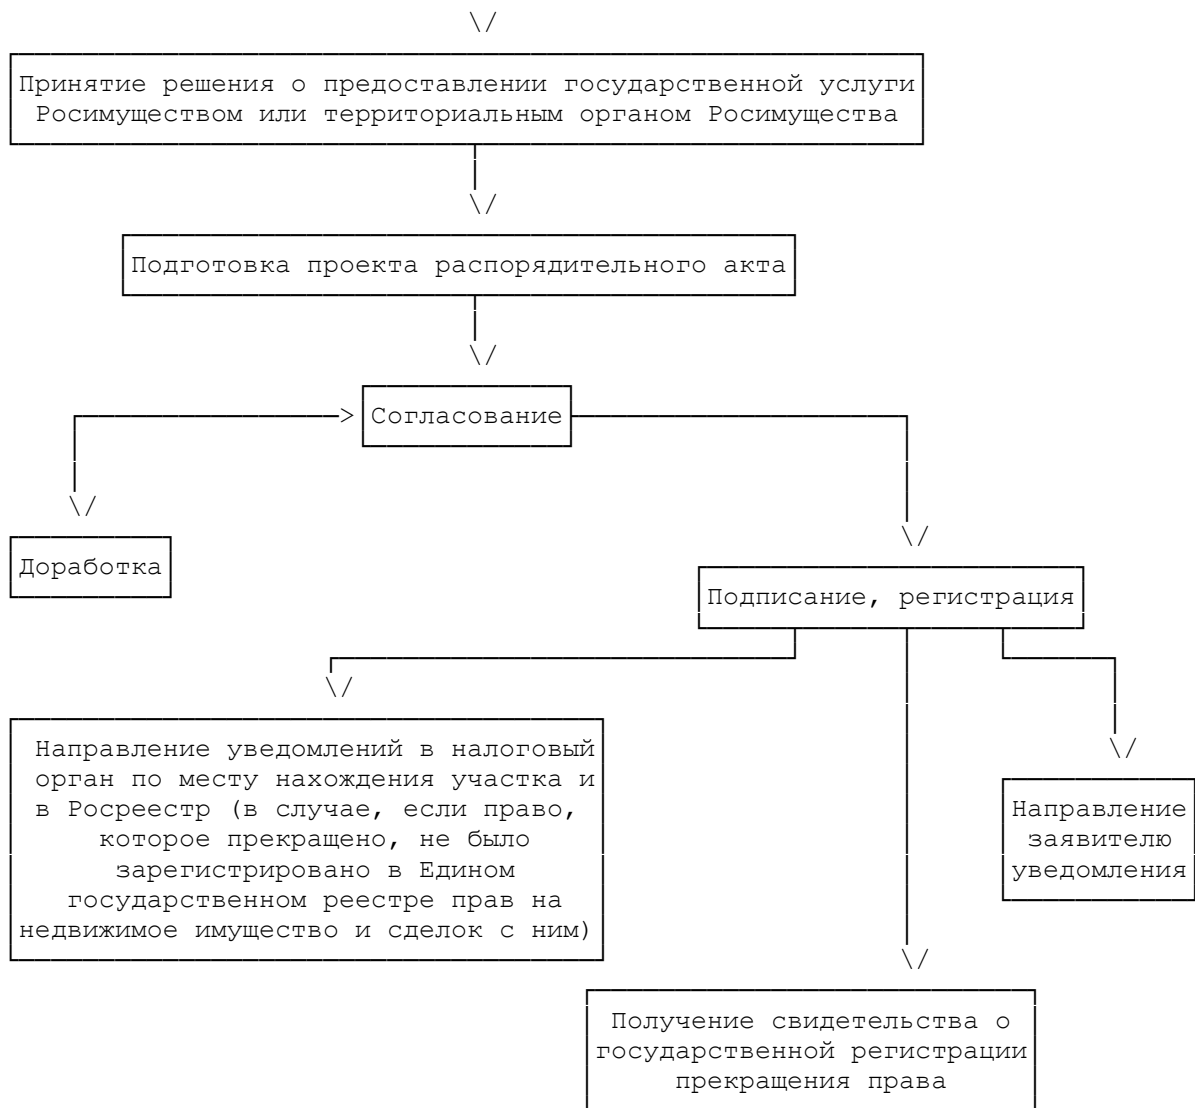 Принятие решения о предоставлении государственной услуги
Росимуществом или территориальным органом Росимущества
Подготовка проекта распорядительного акта
Согласование
Доработка
Подписание, регистрация
Направление уведомлений в налоговый
орган по месту нахождения участка и
в Росреестр (в случае, если право,
которое прекращено, не было
зарегистрировано в Едином
государственном реестре прав на
недвижимое имущество и сделок с ним)
Направление
заявителю
уведомления
Получение свидетельства о
государственной регистрации
прекращения права